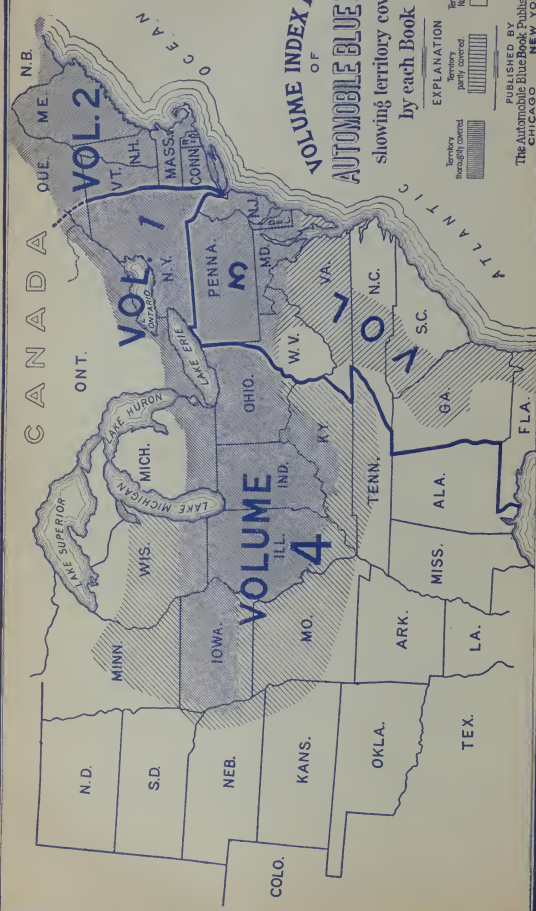 CANADA
N.B.
QUE.
ME.
OCEAN
VOL. 2
VT.
N.H.
MASS.
CONN.
R.I.
ONT.
ONTARIO
VOL. 1
N.Y.
LAKE SUPERIOR
LAKE HURON
LAKE MICHIGAN
LAKE ERIE
MICH.
PENNA.
N.J.
MD.
VOL 3
OHIO.
W. V.
VA.
N.C.
S.C.
ATLANTIC
MINN.
WIS.
VOLUME
4
IOWA.
ILL.
IND.
KY.
GA.
FLA.
N.D.
S.D.
NEB.
KANS.
MO.
TENN.
ALA.
MISS.
ARK.
LA.
COLO.
OKLA.
TEX.
VOLUME INDEX
OF
AUTOMOBILE BLUE
showing territory cov
by each Book
EXPLANATION
Territory
thoroughly covered.
Territory
partly covered.
Te
PUBLISHED BY
The Automobile Blue Book Publis
CHICAGO NEW YOR